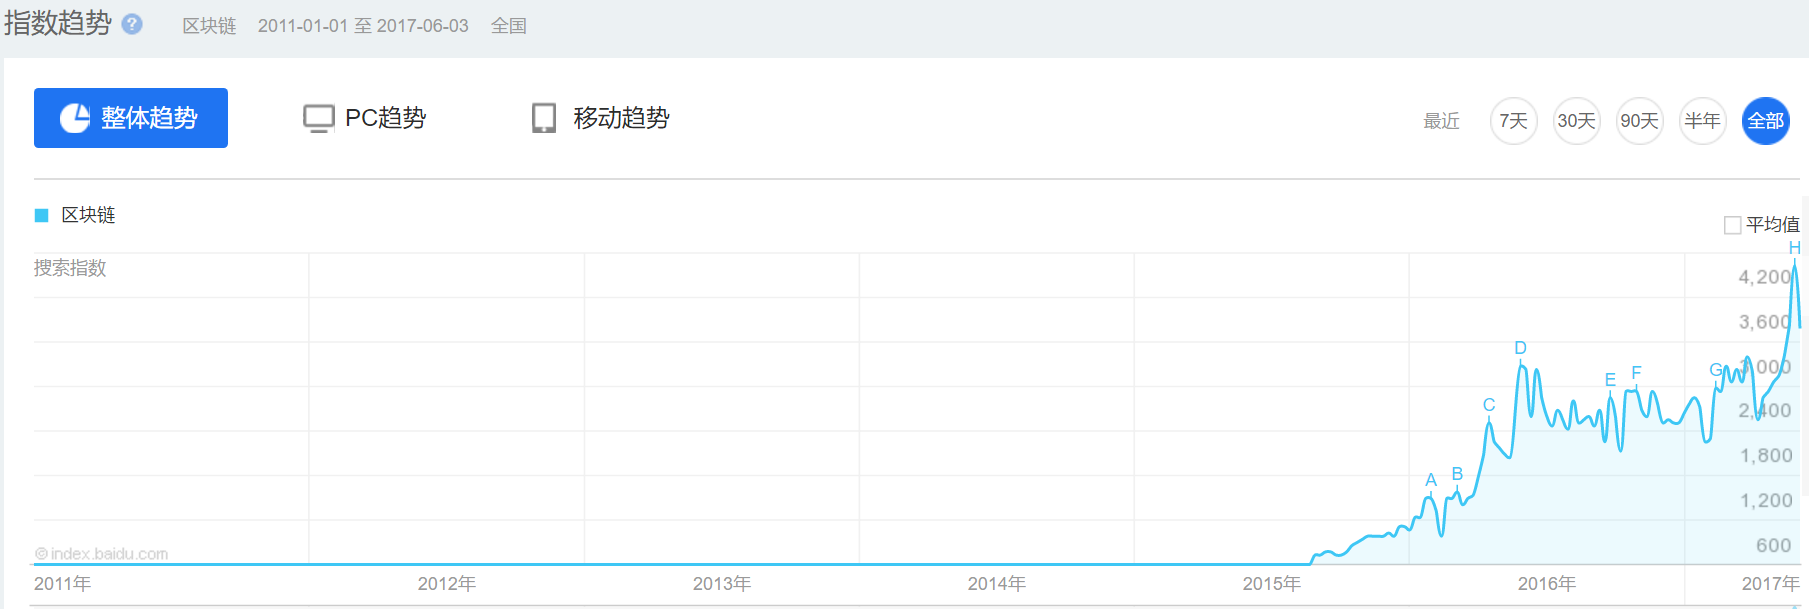 指数趋势 ? 区块链 2011-01-01 至 2017-06-03 全国
整体趋势 PC趋势 移动趋势 最近 7天 30天 90天 半年 全部
区块链
平均值
搜索指数
H
4,200
3,600
D
3,000
G
F
E
C
2,400
1,800
B
A
1,200
600
©index.baidu.com
2011年 2012年 2013年 2014年 2015年 2016年 2017年